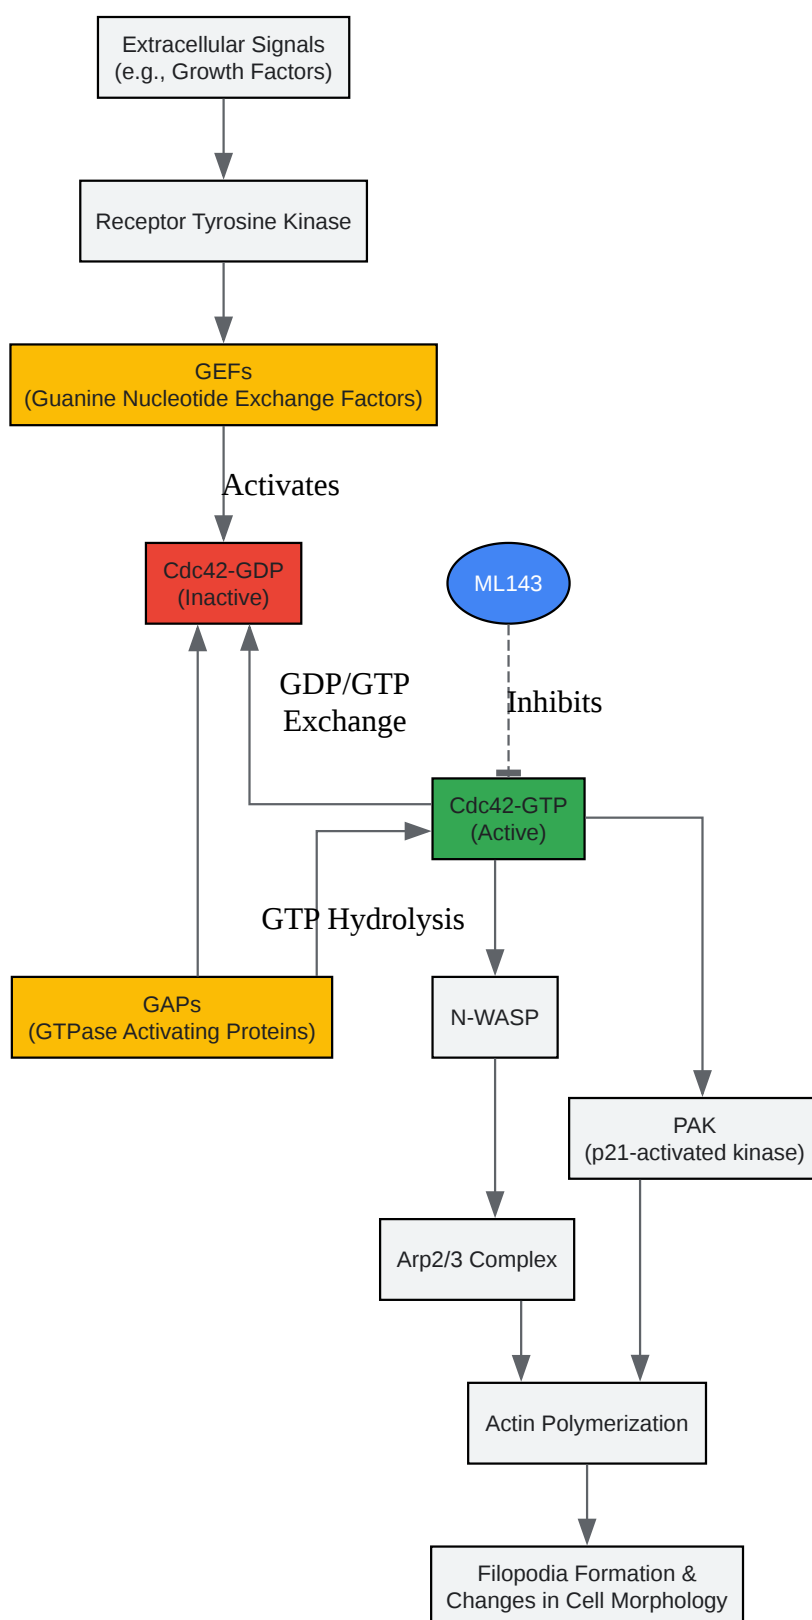 Extracellular Signals
(e.g., Growth Factors)
Receptor Tyrosine Kinase
GEFs
(Guanine Nucleotide Exchange Factors)
Activates
Cdc42-GDP
(Inactive)
ML143
GDP/GTP
Exchange
Inhibits
Cdc42-GTP
(Active)
GTP Hydrolysis
GAPs
(GTPase Activating Proteins)
N-WASP
PAK
(p21-activated kinase)
Arp2/3 Complex
Actin Polymerization
Filopodia Formation &
Changes in Cell Morphology